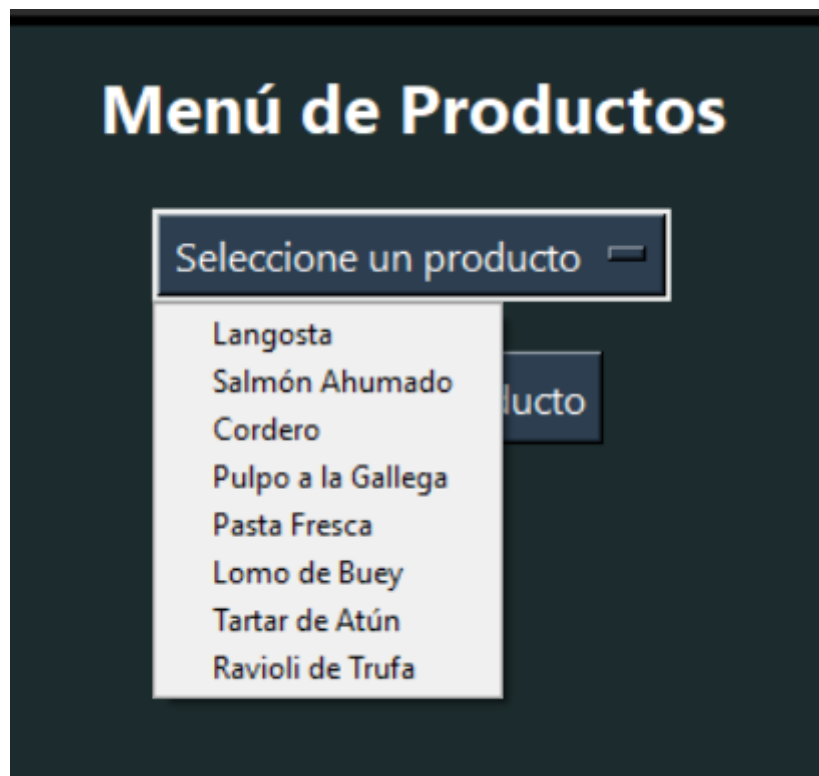 Menú de Productos
Seleccione un producto
Langosta
Salmón Ahumado
Cordero
Pulpo a la Gallega
Pasta Fresca
Lomo de Buey
Tartar de Atún
Ravioli de Trufa